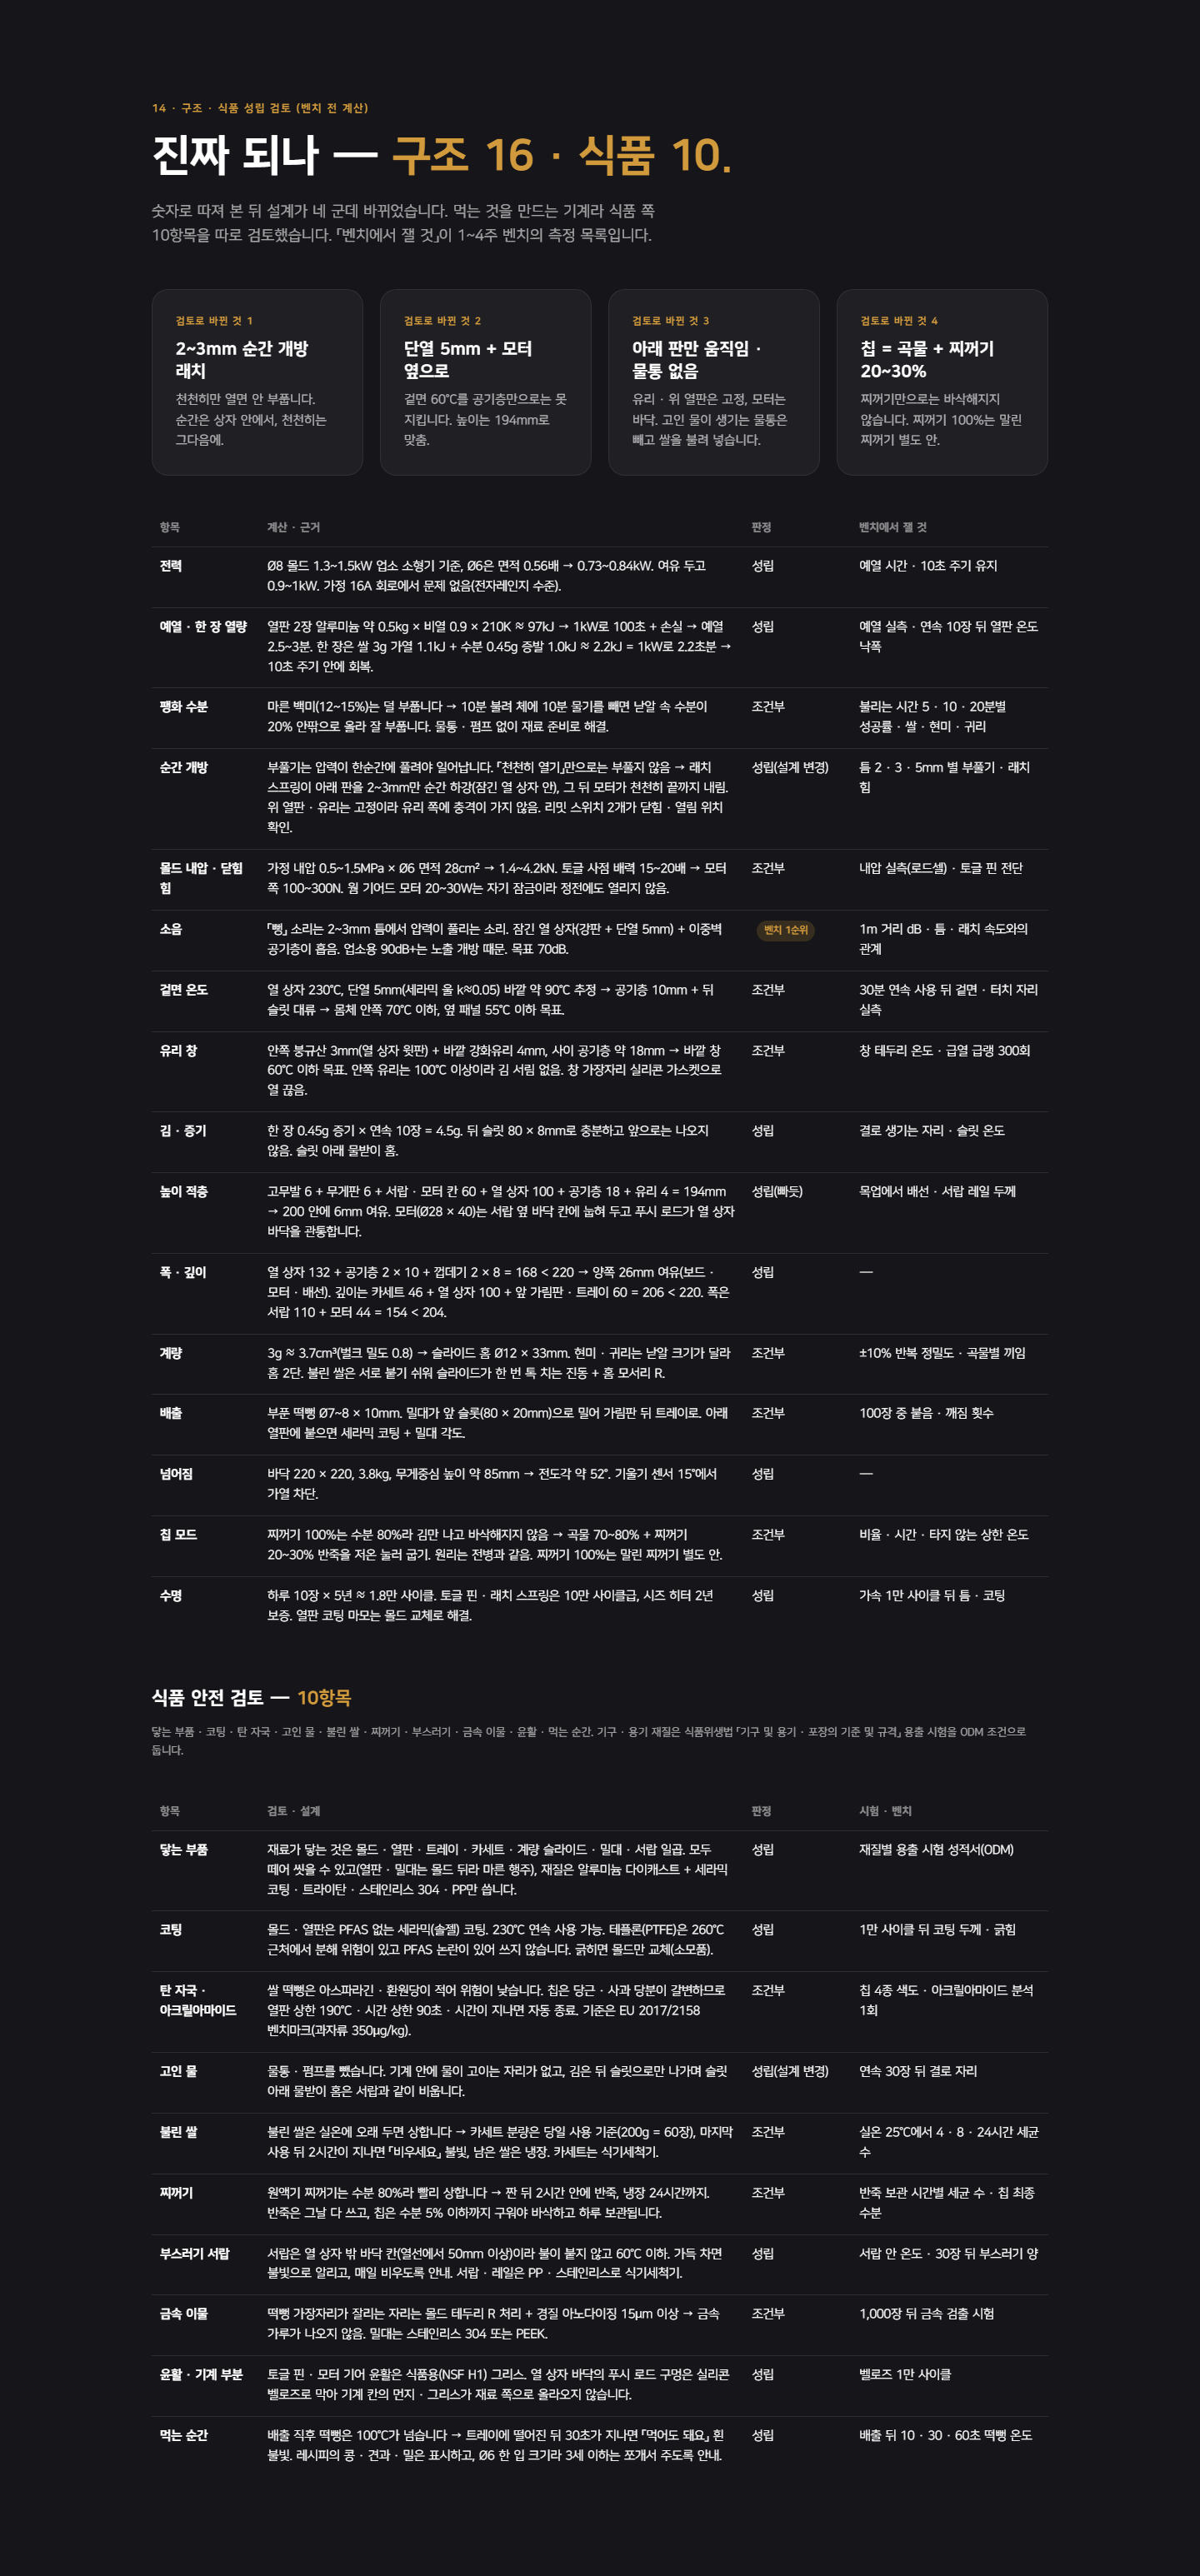 14 · 구조 · 식품 성립 검토 (벤치 전 계산)
진짜 되나 — 구조 16 · 식품 10.
숫자로 따져 본 뒤 설계가 네 군데 바뀌었습니다. 먹는 것을 만드는 기계라 식품 쪽
10항목을 따로 검토했습니다. 「벤치에서 잴 것」이 1~4주 벤치의 측정 목록입니다.
검토로 바뀐 것 1
2~3mm 순간 개방
래치
천천히만 열면 안 부풉니다.
순간은 상자 안에서, 천천히는
그다음에.
검토로 바뀐 것 2
단열 5mm + 모터
옆으로
겉면 60℃를 공기층만으로는 못
지킵니다. 높이는 194mm로
맞춤.
검토로 바뀐 것 3
아래 판만 움직임 ·
물통 없음
유리 · 위 열판은 고정, 모터는
바닥. 고인 물이 생기는 물통은
빼고 쌀을 불려 넣습니다.
검토로 바뀐 것 4
칩 = 곡물 + 찌꺼기
20~30%
찌꺼기만으로는 바삭해지지
않습니다. 찌꺼기 100%는 말린
찌꺼기 별도 안.
항목 계산 · 근거 판정 벤치에서 잴 것
전력 Ø8 몰드 1.3~1.5kW 업소 소형기 기준, Ø6은 면적 0.56배 → 0.73~0.84kW. 여유 두고 성립 예열 시간 · 10초 주기 유지
0.9~1kW. 가정 16A 회로에서 문제 없음(전자레인지 수준).
예열 · 한 장 열량 열판 2장 알루미늄 약 0.5kg × 비열 0.9 × 210K ≈ 97kJ → 1kW로 100초 + 손실 → 예열 성립 예열 실측 · 연속 10장 뒤 열판 온도
2.5~3분. 한 장은 쌀 3g 가열 1.1kJ + 수분 0.45g 증발 1.0kJ ≈ 2.2kJ = 1kW로 2.2초분 → 낙폭
10초 주기 안에 회복.
팽화 수분 마른 백미(12~15%)는 덜 부풉니다 → 10분 불려 체에 10분 물기를 빼면 낟알 속 수분이 조건부 불리는 시간 5 · 10 · 20분별
20% 안팎으로 올라 잘 부풉니다. 물통 · 펌프 없이 재료 준비로 해결. 성공률 · 쌀 · 현미 · 귀리
순간 개방 부풀기는 압력이 한순간에 풀려야 일어납니다. 「천천히 열기」만으로는 부풀지 않음 → 래치 성립(설계 변경) 틈 2 · 3 · 5mm 별 부풀기 · 래치
스프링이 아래 판을 2~3mm만 순간 하강(잠긴 열 상자 안), 그 뒤 모터가 천천히 끝까지 내림. 힘
위 열판 · 유리는 고정이라 유리 쪽에 충격이 가지 않음. 리밋 스위치 2개가 닫힘 · 열림 위치
확인.
몰드 내압 · 닫힘 가정 내압 0.5~1.5MPa × Ø6 면적 28cm² → 1.4~4.2kN. 토글 사점 배력 15~20배 → 모터 조건부 내압 실측(로드셀) · 토글 핀 전단
힘 쪽 100~300N. 웜 기어드 모터 20~30W는 자기 잠금이라 정전에도 열리지 않음.
소음 「뻥」 소리는 2~3mm 틈에서 압력이 풀리는 소리. 잠긴 열 상자(강판 + 단열 5mm) + 이중벽 벤치 1순위 1m 거리 dB · 틈 · 래치 속도와의
공기층이 흡음. 업소용 90dB+는 노출 개방 때문. 목표 70dB. 관계
겉면 온도 열 상자 230℃, 단열 5mm(세라믹 울 k≈0.05) 바깥 약 90℃ 추정 → 공기층 10mm + 뒤 조건부 30분 연속 사용 뒤 겉면 · 터치 자리
슬릿 대류 → 몸체 안쪽 70℃ 이하, 옆 패널 55℃ 이하 목표. 실측
유리 창 안쪽 붕규산 3mm(열 상자 윗판) + 바깥 강화유리 4mm, 사이 공기층 약 18mm → 바깥 창 조건부 창 테두리 온도 · 급열 급랭 300회
60℃ 이하 목표. 안쪽 유리는 100℃ 이상이라 김 서림 없음. 창 가장자리 실리콘 가스켓으로
열 끊음.
김 · 증기 한 장 0.45g 증기 × 연속 10장 = 4.5g. 뒤 슬릿 80 × 8mm로 충분하고 앞으로는 나오지 성립 결로 생기는 자리 · 슬릿 온도
않음. 슬릿 아래 물받이 홈.
높이 적층 고무발 6 + 무게판 6 + 서랍 · 모터 칸 60 + 열 상자 100 + 공기층 18 + 유리 4 = 194mm 성립(빠듯) 목업에서 배선 · 서랍 레일 두께
→ 200 안에 6mm 여유. 모터(Ø28 × 40)는 서랍 옆 바닥 칸에 눕혀 두고 푸시 로드가 열 상자
바닥을 관통합니다.
폭 · 깊이 열 상자 132 + 공기층 2 × 10 + 껍데기 2 × 8 = 168 < 220 → 양쪽 26mm 여유(보드 · 성립 —
모터 · 배선). 깊이는 카세트 46 + 열 상자 100 + 앞 가림판 · 트레이 60 = 206 < 220. 폭은
서랍 110 + 모터 44 = 154 < 204.
계량 3g ≈ 3.7cm³(벌크 밀도 0.8) → 슬라이드 홈 Ø12 × 33mm. 현미 · 귀리는 낟알 크기가 달라 조건부 ±10% 반복 정밀도 · 곡물별 끼임
홈 2단. 불린 쌀은 서로 붙기 쉬워 슬라이드가 한 번 톡 치는 진동 + 홈 모서리 R.
배출 부푼 떡뻥 Ø7~8 × 10mm. 밀대가 앞 슬롯(80 × 20mm)으로 밀어 가림판 뒤 트레이로. 아래 조건부 100장 중 붙음 · 깨짐 횟수
열판에 붙으면 세라믹 코팅 + 밀대 각도.
넘어짐 바닥 220 × 220, 3.8kg, 무게중심 높이 약 85mm → 전도각 약 52°. 기울기 센서 15°에서 성립 —
가열 차단.
칩 모드 찌꺼기 100%는 수분 80%라 김만 나고 바삭해지지 않음 → 곡물 70~80% + 찌꺼기 조건부 비율 · 시간 · 타지 않는 상한 온도
20~30% 반죽을 저온 눌러 굽기. 원리는 전병과 같음. 찌꺼기 100%는 말린 찌꺼기 별도 안.
수명 하루 10장 × 5년 ≈ 1.8만 사이클. 토글 핀 · 래치 스프링은 10만 사이클급, 시즈 히터 2년 성립 가속 1만 사이클 뒤 틈 · 코팅
보증. 열판 코팅 마모는 몰드 교체로 해결.
식품 안전 검토 — 10항목
닿는 부품 · 코팅 · 탄 자국 · 고인 물 · 불린 쌀 · 찌꺼기 · 부스러기 · 금속 이물 · 윤활 · 먹는 순간. 기구 · 용기 재질은 식품위생법 「기구 및 용기 · 포장의 기준 및 규격」 용출 시험을 ODM 조건으로
둡니다.
항목 검토 · 설계 판정 시험 · 벤치
닿는 부품 재료가 닿는 것은 몰드 · 열판 · 트레이 · 카세트 · 계량 슬라이드 · 밀대 · 서랍 일곱. 모두 성립 재질별 용출 시험 성적서(ODM)
떼어 씻을 수 있고(열판 · 밀대는 몰드 뒤라 마른 행주), 재질은 알루미늄 다이캐스트 + 세라믹
코팅 · 트라이탄 · 스테인리스 304 · PP만 씁니다.
코팅 몰드 · 열판은 PFAS 없는 세라믹(솔젤) 코팅. 230℃ 연속 사용 가능. 테플론(PTFE)은 260℃ 성립 1만 사이클 뒤 코팅 두께 · 긁힘
근처에서 분해 위험이 있고 PFAS 논란이 있어 쓰지 않습니다. 긁히면 몰드만 교체(소모품).
탄 자국 · 쌀 떡뻥은 아스파라긴 · 환원당이 적어 위험이 낮습니다. 칩은 당근 · 사과 당분이 갈변하므로 조건부 칩 4종 색도 · 아크릴아마이드 분석
아크릴아마이드 열판 상한 190℃ · 시간 상한 90초 · 시간이 지나면 자동 종료. 기준은 EU 2017/2158 1회
벤치마크(과자류 350µg/kg).
고인 물 물통 · 펌프를 뺐습니다. 기계 안에 물이 고이는 자리가 없고, 김은 뒤 슬릿으로만 나가며 슬릿 성립(설계 변경) 연속 30장 뒤 결로 자리
아래 물받이 홈은 서랍과 같이 비웁니다.
불린 쌀 불린 쌀은 실온에 오래 두면 상합니다 → 카세트 분량은 당일 사용 기준(200g = 60장), 마지막 조건부 실온 25℃에서 4 · 8 · 24시간 세균
사용 뒤 2시간이 지나면 「비우세요」 불빛, 남은 쌀은 냉장. 카세트는 식기세척기. 수
찌꺼기 원액기 찌꺼기는 수분 80%라 빨리 상합니다 → 짠 뒤 2시간 안에 반죽, 냉장 24시간까지. 조건부 반죽 보관 시간별 세균 수 · 칩 최종
반죽은 그날 다 쓰고, 칩은 수분 5% 이하까지 구워야 바삭하고 하루 보관됩니다. 수분
부스러기 서랍 서랍은 열 상자 밖 바닥 칸(열선에서 50mm 이상)이라 불이 붙지 않고 60℃ 이하. 가득 차면 성립 서랍 안 온도 · 30장 뒤 부스러기 양
불빛으로 알리고, 매일 비우도록 안내. 서랍 · 레일은 PP · 스테인리스로 식기세척기.
금속 이물 떡뻥 가장자리가 잘리는 자리는 몰드 테두리 R 처리 + 경질 아노다이징 15µm 이상 → 금속 조건부 1,000장 뒤 금속 검출 시험
가루가 나오지 않음. 밀대는 스테인리스 304 또는 PEEK.
윤활 · 기계 부분 토글 핀 · 모터 기어 윤활은 식품용(NSF H1) 그리스. 열 상자 바닥의 푸시 로드 구멍은 실리콘 성립 벨로즈 1만 사이클
벨로즈로 막아 기계 칸의 먼지 · 그리스가 재료 쪽으로 올라오지 않습니다.
먹는 순간 배출 직후 떡뻥은 100℃가 넘습니다 → 트레이에 떨어진 뒤 30초가 지나면 「먹어도 돼요」 흰 성립 배출 뒤 10 · 30 · 60초 떡뻥 온도
불빛. 레시피의 콩 · 견과 · 밀은 표시하고, Ø6 한 입 크기라 3세 이하는 쪼개서 주도록 안내.